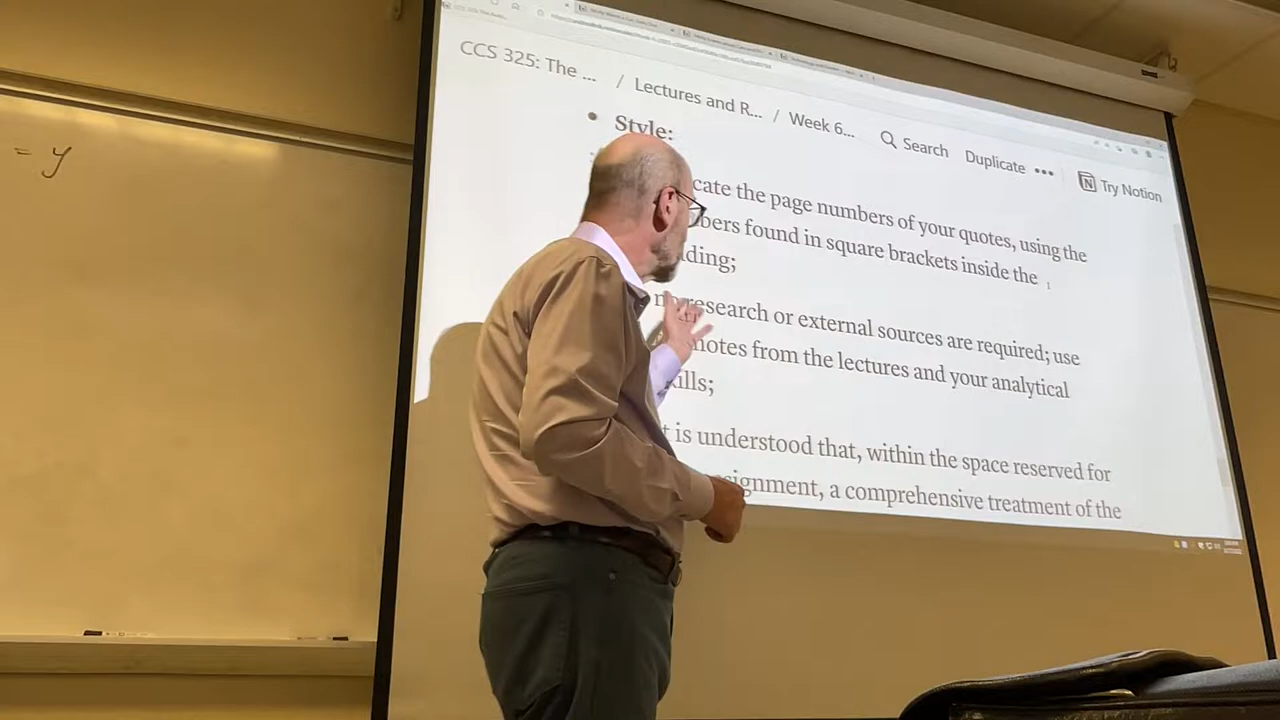 = y
CCS 325: The ... / Lectures and R... / Week 6... Search Duplicate ••• Try Notion
• Style:
cate the page numbers of your quotes, using the
bers found in square brackets inside the
ding;
research or external sources are required; use
notes from the lectures and your analytical
ills;
t is understood that, within the space reserved for
signment, a comprehensive treatment of the